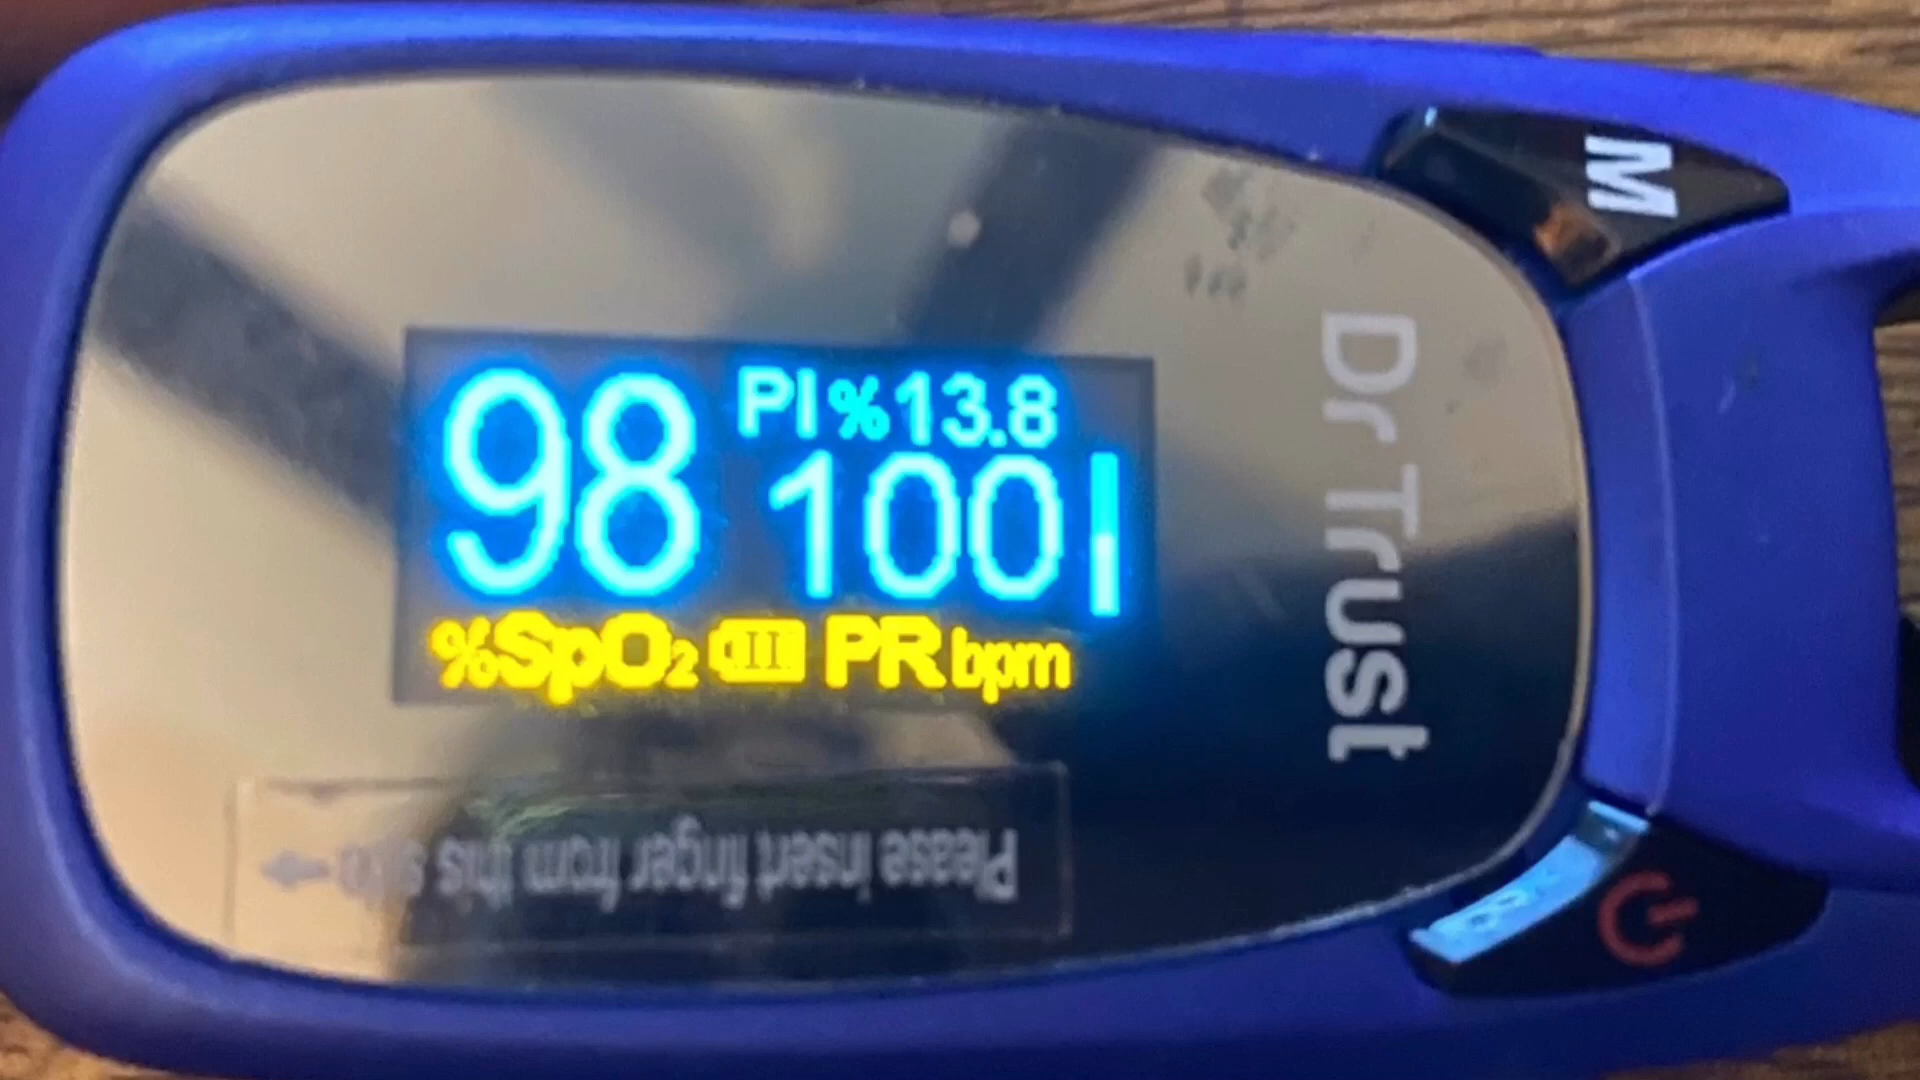 98 PI% 13.8
100
%SpO₂ PR bpm
Dr Trust
M
Please insert finger from this side